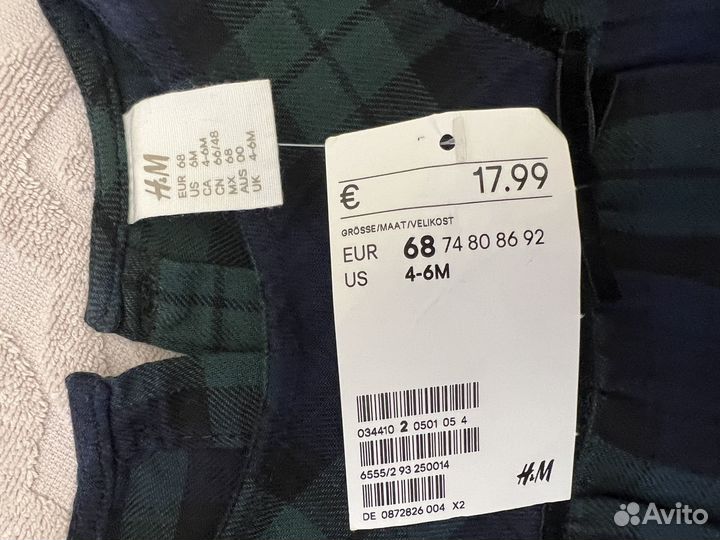 H&M
EUR 68
US 6M
CA 4-6M
CN 66/48
MX 68
AUS 00
UK 4-6M
€ 17.99
GRÖSSE/MAAT/VELIKOST
EUR 68 74 80 86 92
US 4-6M
034410 2 0501 05 4
6555/2 93 250014
H&M
DE 0872826 004 X2
Avito